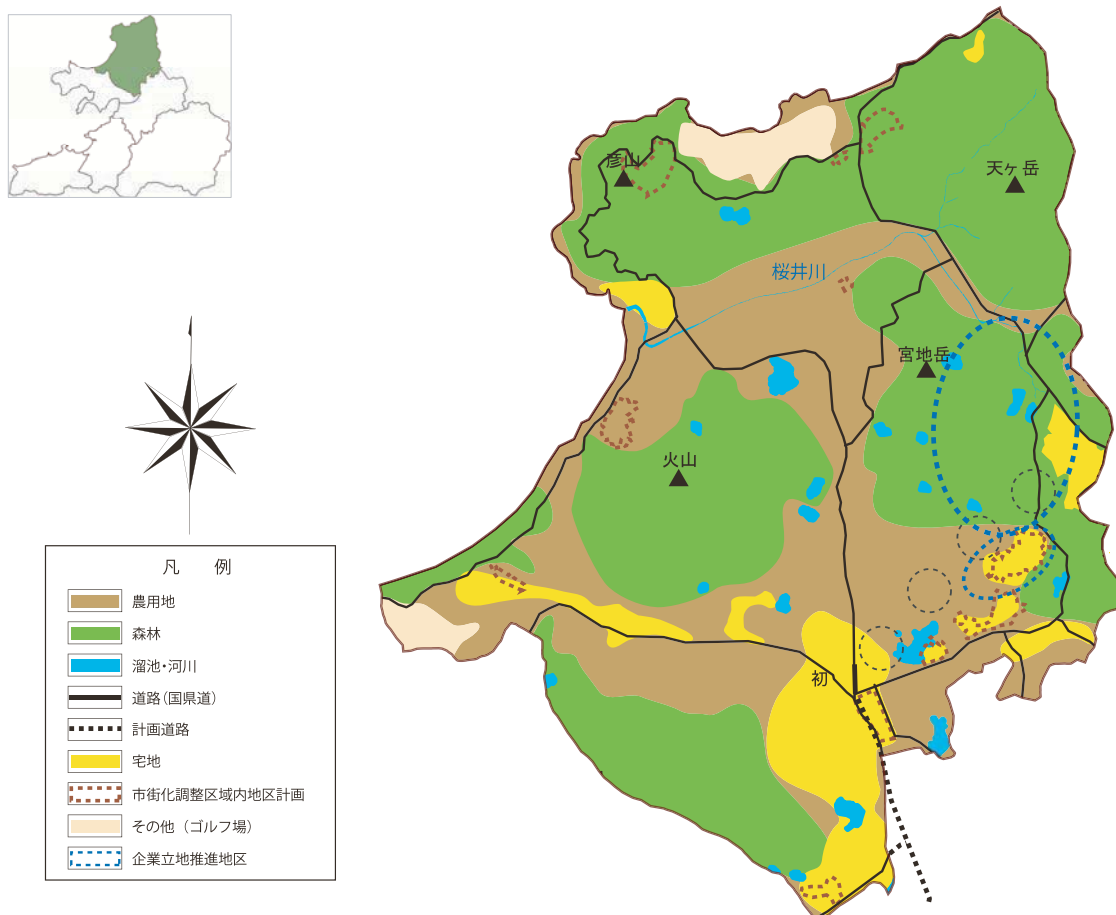 彦山
天ヶ岳
桜井川
宮地岳
火山
初
凡 例
農用地
森林
溜池・河川
道路(国県道)
計画道路
宅地
市街化調整区域内地区計画
その他(ゴルフ場)
企業立地推進地区